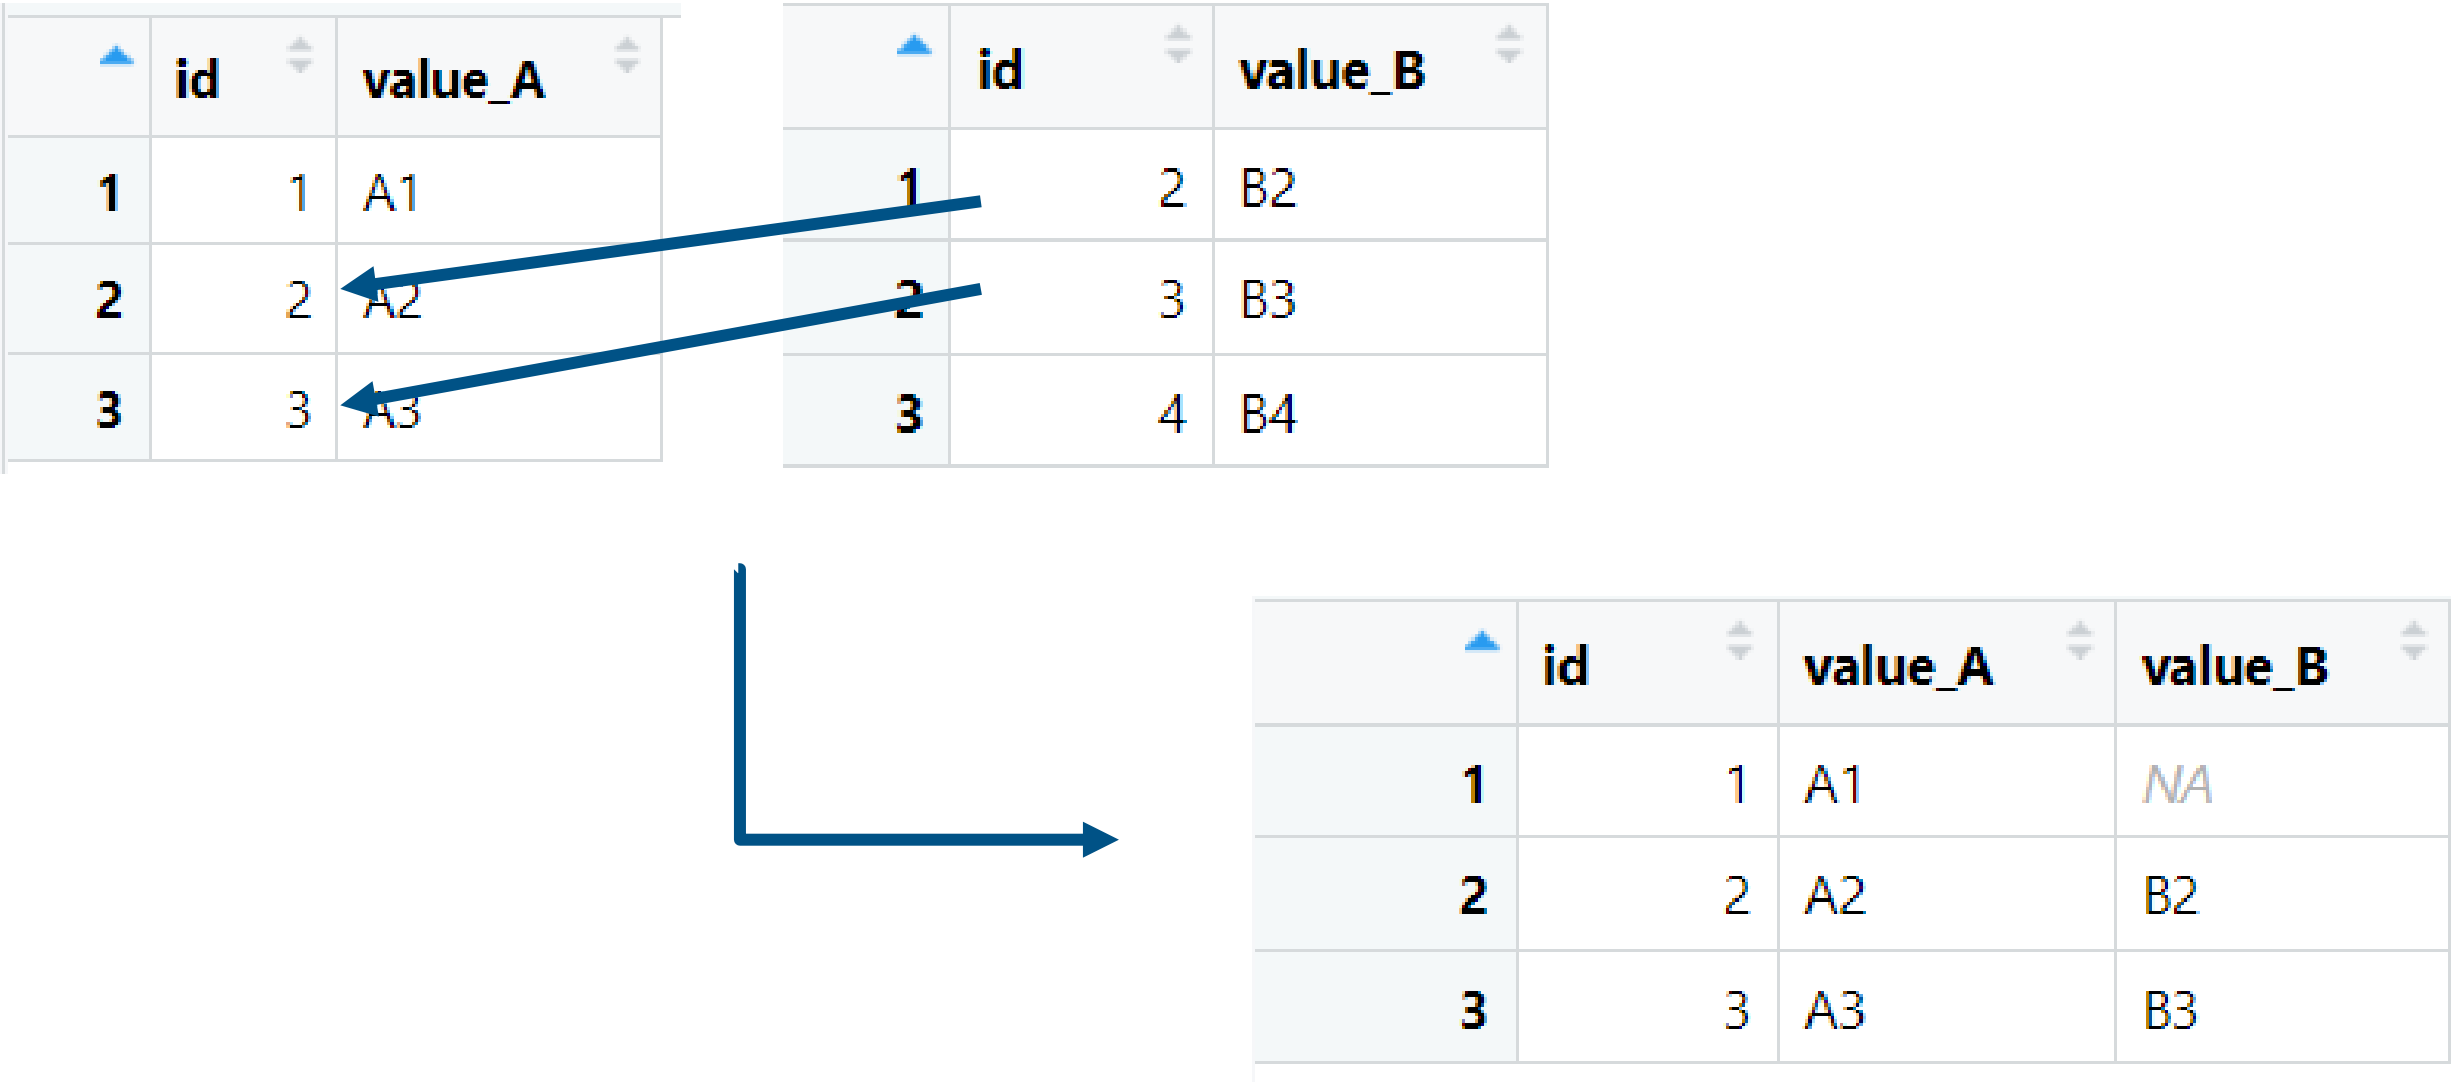 id value_A
1 1 A1
2 2 A2
3 3 A3
id value_B
1 2 B2
2 3 B3
3 4 B4
id value_A value_B
1 1 A1 NA
2 2 A2 B2
3 3 A3 B3